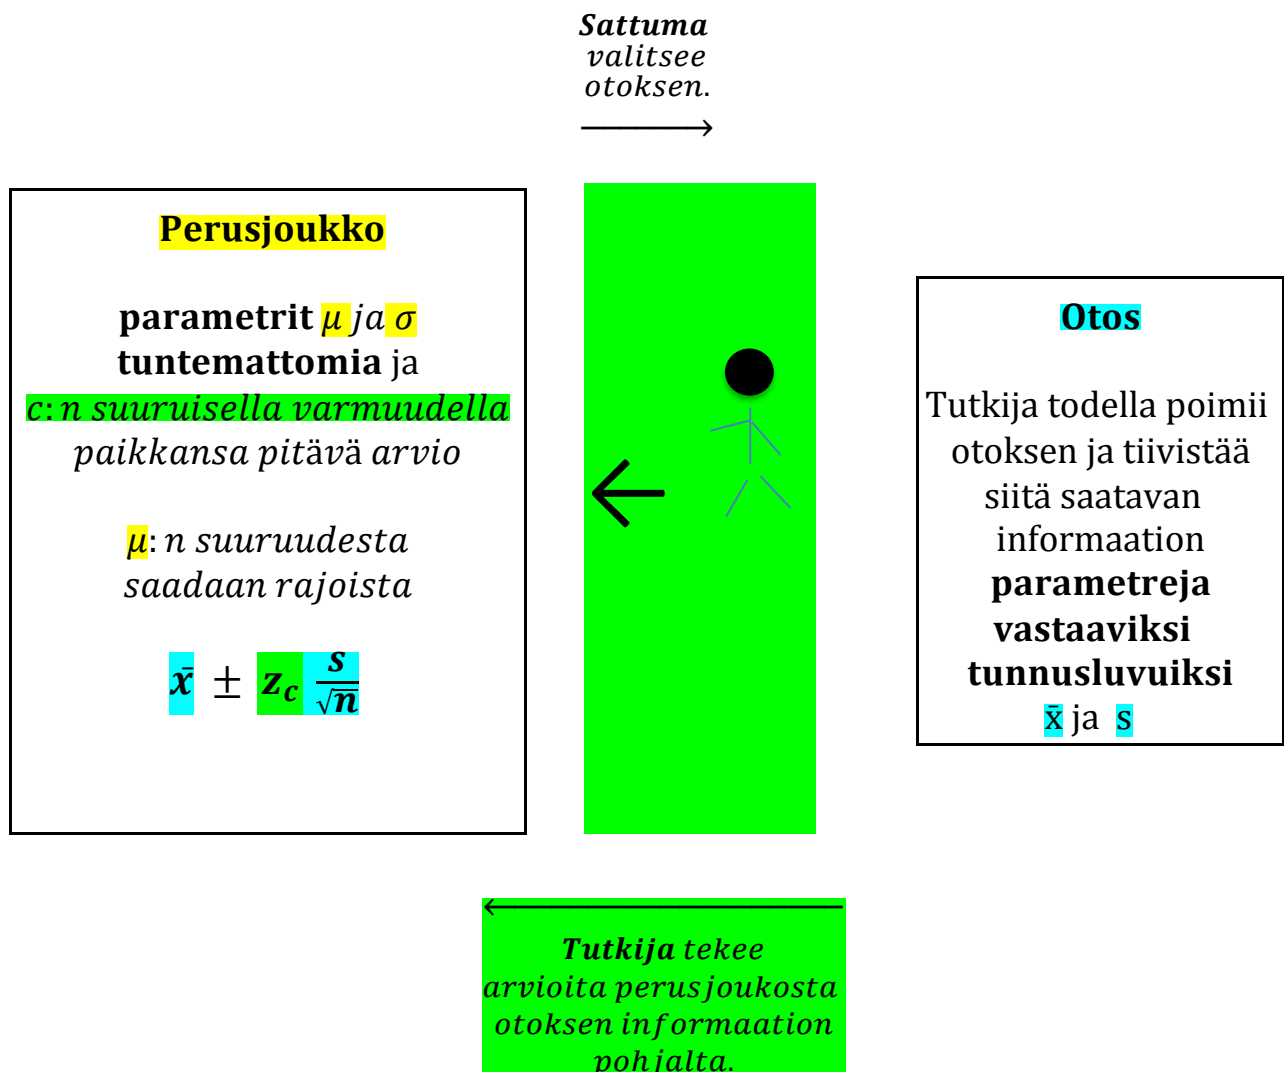 Sattuma
valitsee
otoksen.
Perusjoukko
parametrit μ ja σ
tuntemattomia ja
c: n suuruisella varmuudella
paikkansa pitävä arvio
μ: n suuruudesta
saadaan rajoista
x̄ ± z_c s/√n
Otos
Tutkija todella poimii
otoksen ja tiivistää
siitä saatavan
informaation
parametreja
vastaaviksi
tunnusluvuiksi
x̄ ja s
Tutkija tekee
arvioita perusjoukosta
otoksen informaation
pohjalta.